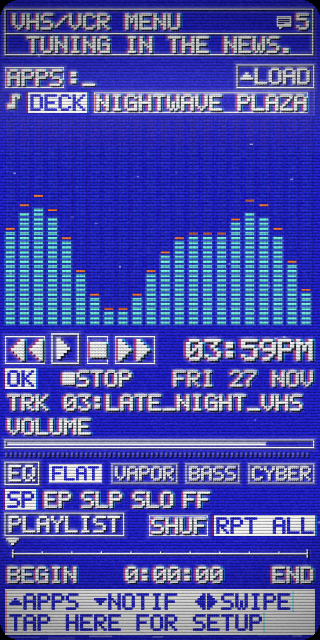 VHS/VCR MENU 5
TUNING IN THE NEWS.
APPS:_ LOAD
DECK NIGHTWAVE PLAZA
03:59PM
OK STOP FRI 27 NOV
TRK 03:LATE_NIGHT_VHS
VOLUME
EQ FLAT VAPOR BASS CYBER
SP EP SLP SLO FF
PLAYLIST SHUF RPT ALL
BEGIN 0:00:00 END
APPS NOTIF SWIPE
TAP HERE FOR SETUP